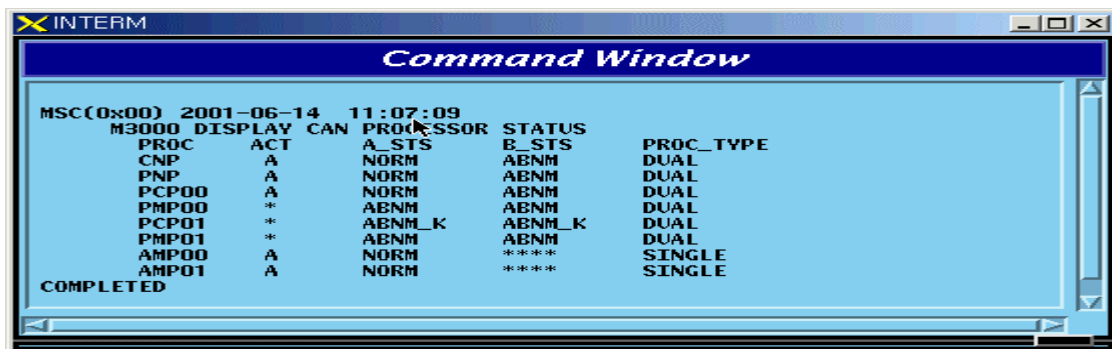 INTERM
Command Window
MSC(0x00) 2001-06-14 11:07:09
M3000 DISPLAY CAN PROCESSOR STATUS
PROC ACT A_STS B_STS PROC_TYPE
CNP A NORM ABNM DUAL
PNP A NORM ABNM DUAL
PCP00 A NORM ABNM DUAL
PMP00 * ABNM ABNM DUAL
PCP01 * ABNM_K ABNM_K DUAL
PMP01 * ABNM ABNM DUAL
AMP00 A NORM **** SINGLE
AMP01 A NORM **** SINGLE
COMPLETED